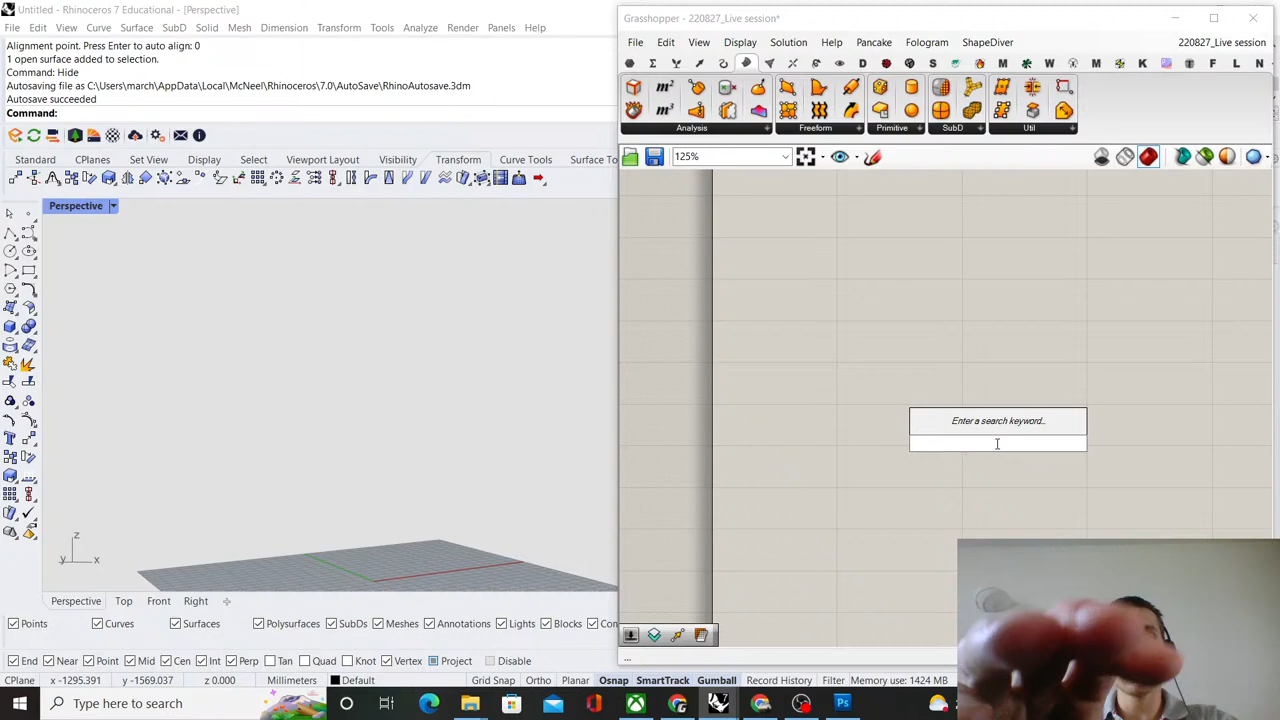 Untitled - Rhinoceros 7 Educational - [Perspective]
File Edit View Curve Surface SubD Solid Mesh Dimension Transform Tools Analyze Render Panels Help
Alignment point. Press Enter to auto align: 0
1 open surface added to selection.
Command: Hide
Autosaving file as C:\Users\march\AppData\Local\McNeel\Rhinoceros\7.0\AutoSave\RhinoAutosave.3dm
Autosave succeeded
Command:
Standard CPlanes Set View Display Select Viewport Layout Visibility Transform Curve Tools Surface To
Perspective
z
y x
Perspective Top Front Right
Points Curves Surfaces Polysurfaces SubDs Meshes Annotations Lights Blocks Con
End Near Point Mid Cen Int Perp Tan Quad Knot Vertex Project Disable
CPlane x -1295.391 y -1569.037 z 0.000 Millimeters Default Grid Snap Ortho Planar Osnap SmartTrack Gumball Record History Filter Memory use: 1424 MB
Type here to search
Grasshopper - 220827_Live session*
File Edit View Display Solution Help Pancake Fologram ShapeDiver 220827_Live session
D S M W M K F L N
m² m³
Analysis Freeform Primitive SubD Util
125%
Enter a search keyword...
...
Ps